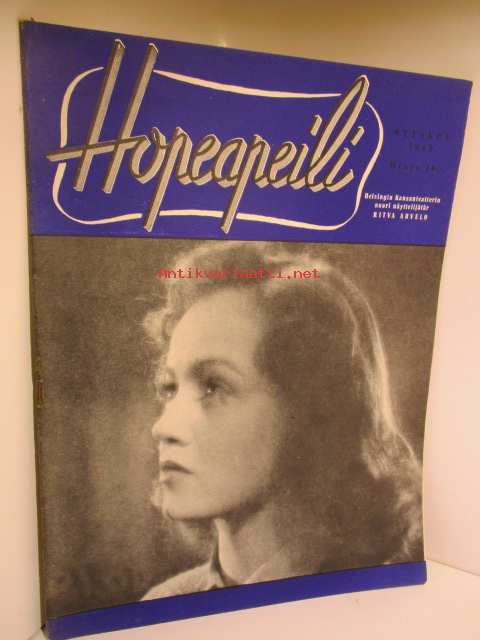 Hopeapeili
Helsingin Kansanteatterin
nuori näyttelijätär
RITVA ARVELO
Antikvariaatti.net